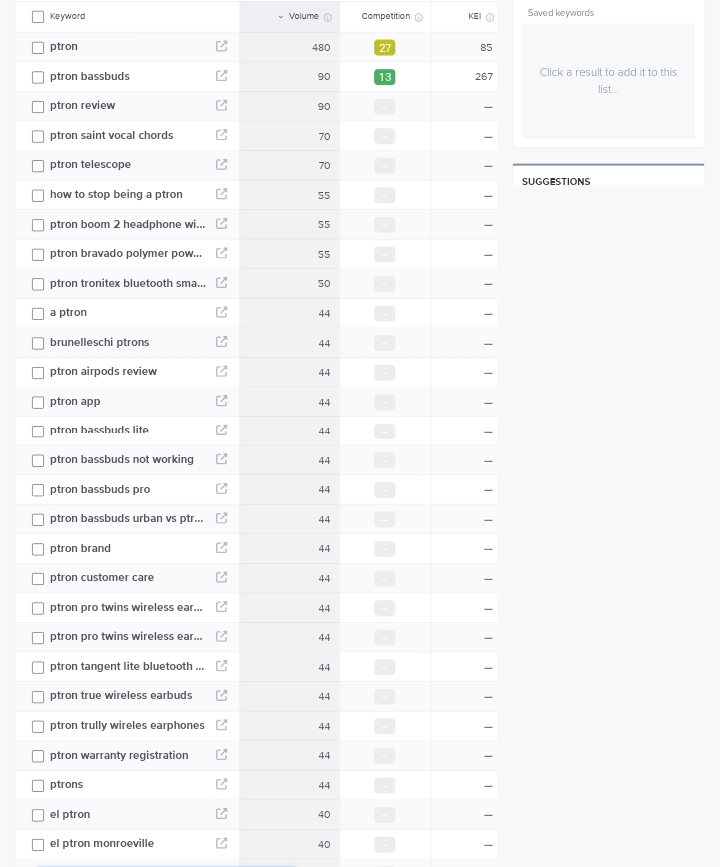 Keyword Volume Competition KEI
ptron 480 27 85
ptron bassbuds 90 13 267
ptron review 90 – —
ptron saint vocal chords 70 – —
ptron telescope 70 – —
how to stop being a ptron 55 – —
ptron boom 2 headphone wi... 55 – —
ptron bravado polymer pow... 55 – —
ptron tronitex bluetooth sma... 50 – —
a ptron 44 – —
brunelleschi ptrons 44 – —
ptron airpods review 44 – —
ptron app 44 – —
ptron bassbuds lite 44 – —
ptron bassbuds not working 44 – —
ptron bassbuds pro 44 – —
ptron bassbuds urban vs ptr... 44 – —
ptron brand 44 – —
ptron customer care 44 – —
ptron pro twins wireless ear... 44 – —
ptron pro twins wireless ear... 44 – —
ptron tangent lite bluetooth ... 44 – —
ptron true wireless earbuds 44 – —
ptron trully wireles earphones 44 – —
ptron warranty registration 44 – —
ptrons 44 – —
el ptron 40 – —
el ptron monroeville 40 – —
Saved keywords
Click a result to add it to this
list...
SUGGESTIONS